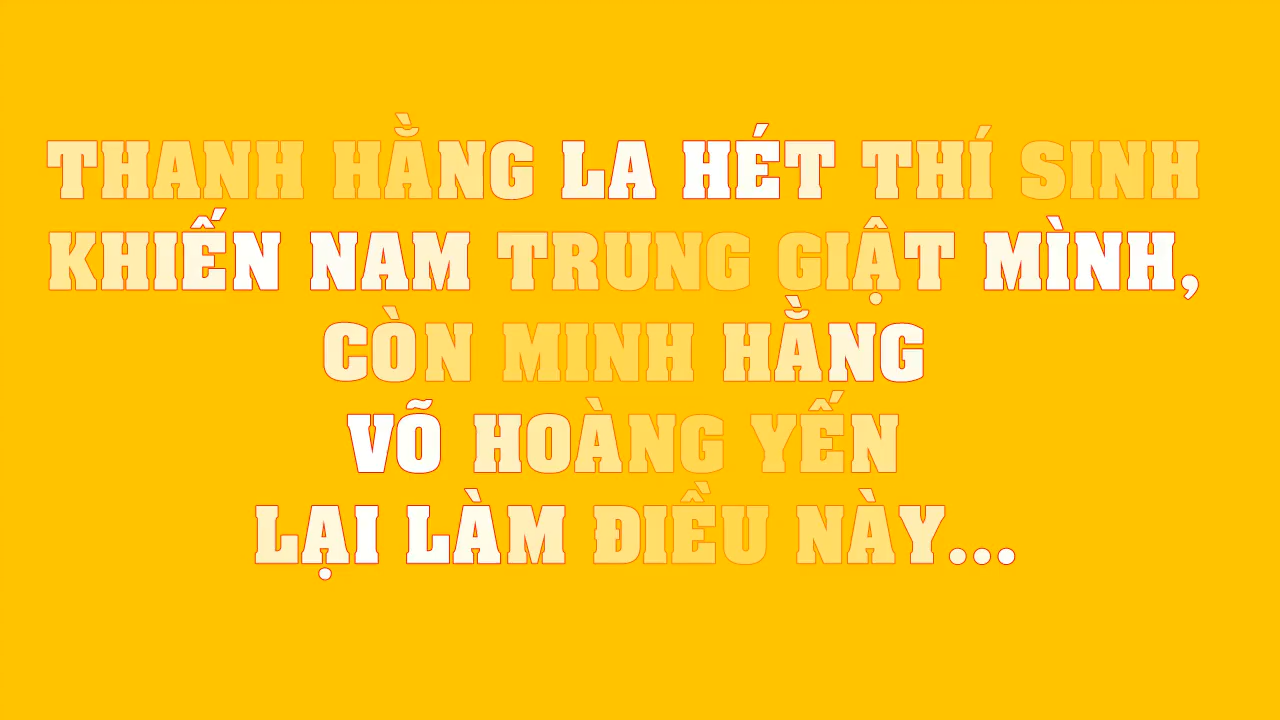 THANH HẰNG LA HÉT THÍ SINH
KHIẾN NAM TRUNG GIẬT MÌNH,
CÒN MINH HẰNG
VÕ HOÀNG YẾN
LẠI LÀM ĐIỀU NÀY...